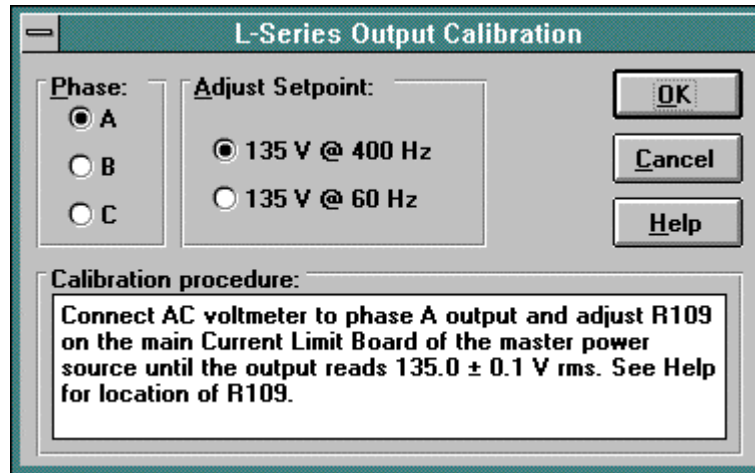 L-Series Output Calibration
Phase:
A
B
C
Adjust Setpoint:
135 V @ 400 Hz
135 V @ 60 Hz
OK
Cancel
Help
Calibration procedure:
Connect AC voltmeter to phase A output and adjust R109
on the main Current Limit Board of the master power
source until the output reads 135.0 ± 0.1 V rms. See Help
for location of R109.